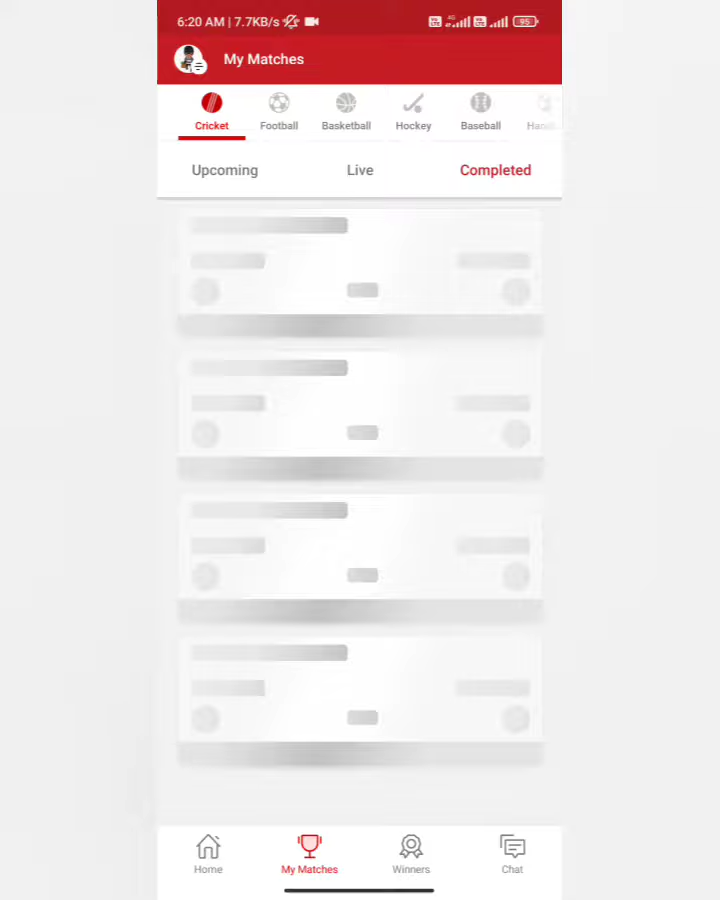 6:20 AM | 7.7KB/s
4G
95
My Matches
Cricket
Football
Basketball
Hockey
Baseball
Upcoming
Live
Completed
Home
My Matches
Winners
Chat